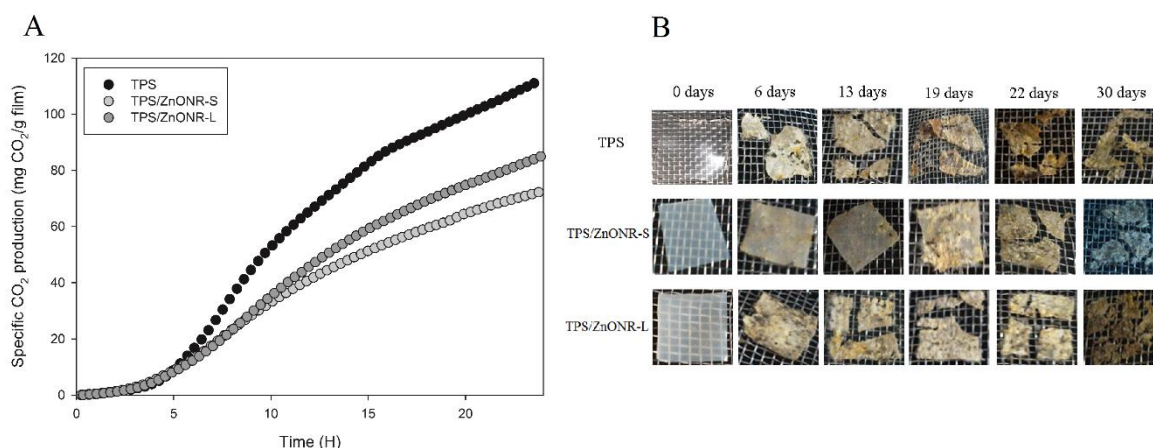 A
Specific CO₂ production (mg CO₂/g film)
120
100
80
60
40
20
0
TPS
TPS/ZnONR-S
TPS/ZnONR-L
0
5
10
15
20
Time (H)
B
0 days
6 days
13 days
19 days
22 days
30 days
TPS
TPS/ZnONR-S
TPS/ZnONR-L